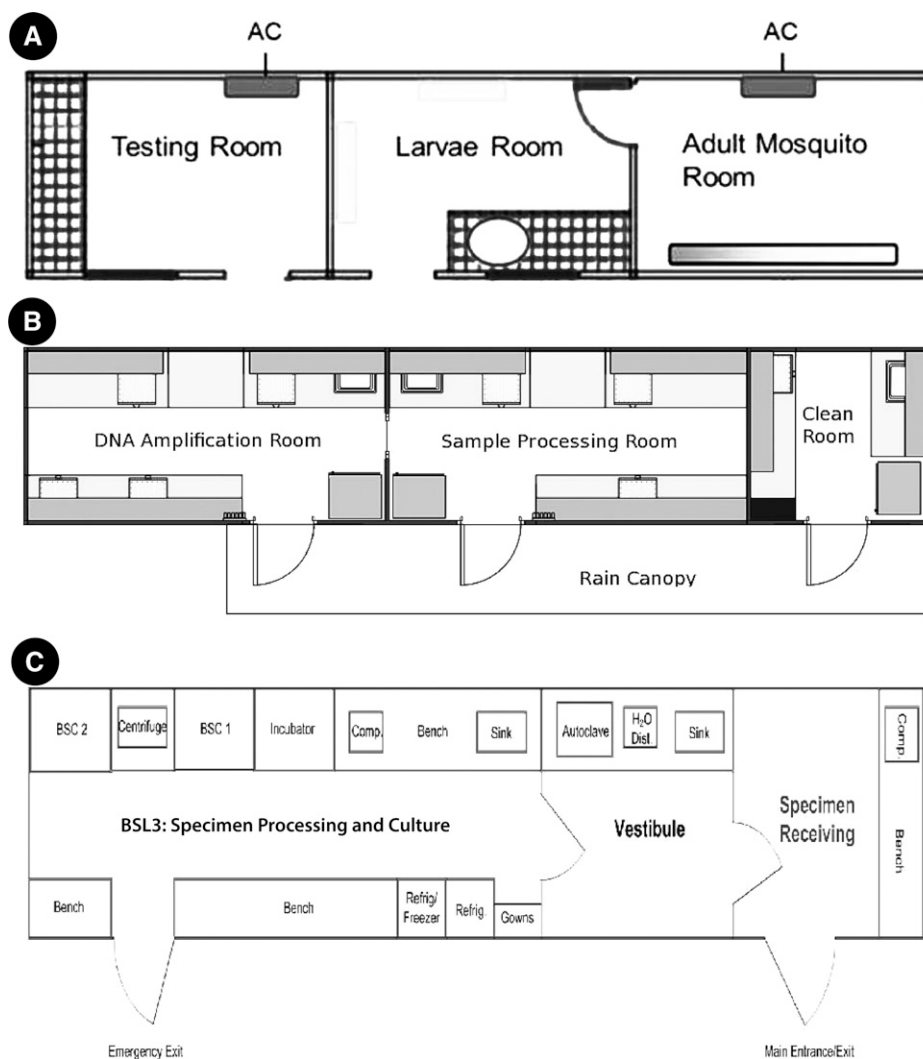 A
AC
AC
Testing Room
Larvae Room
Adult Mosquito
Room
B
DNA Amplification Room
Sample Processing Room
Clean
Room
Rain Canopy
C
BSC 2
Centrifuge
BSC 1
Incubator
Comp.
Bench
Sink
Autoclave
H₂O
Dist.
Sink
Comp.
BSL3: Specimen Processing and Culture
Vestibule
Specimen
Receiving
Bench
Bench
Bench
Refrig/
Freezer
Refrig.
Gowns
Emergency Exit
Main Entrance/Exit